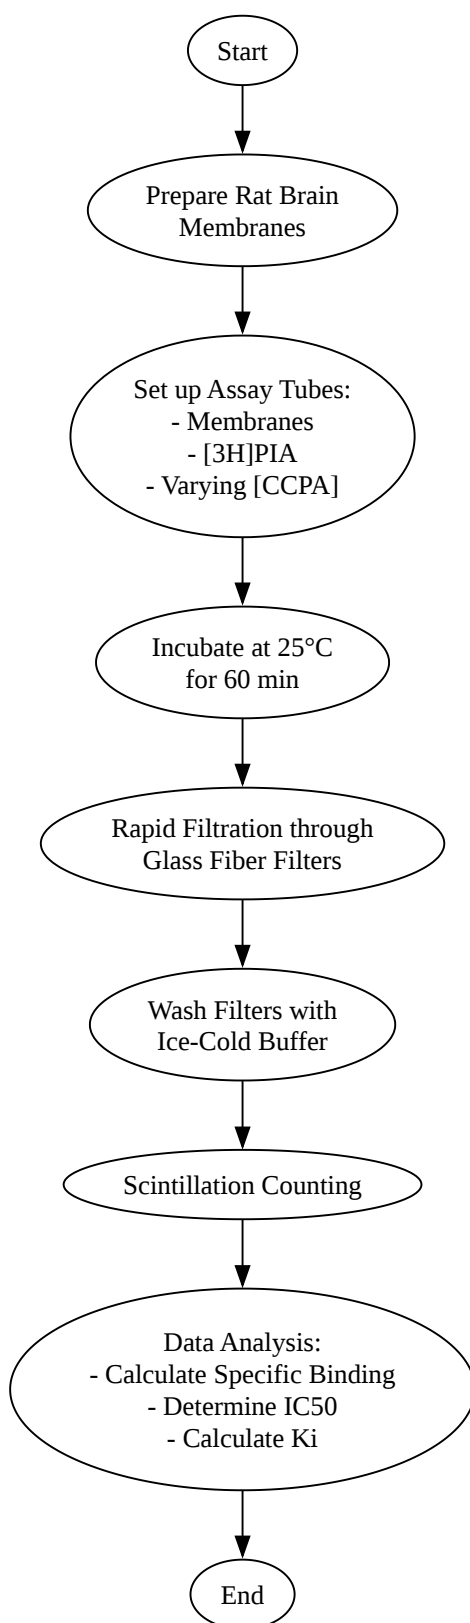 Start
Prepare Rat Brain
Membranes
Set up Assay Tubes:
- Membranes
- [3H]PIA
- Varying [CCPA]
Incubate at 25°C
for 60 min
Rapid Filtration through
Glass Fiber Filters
Wash Filters with
Ice-Cold Buffer
Scintillation Counting
Data Analysis:
- Calculate Specific Binding
- Determine IC50
- Calculate Ki
End